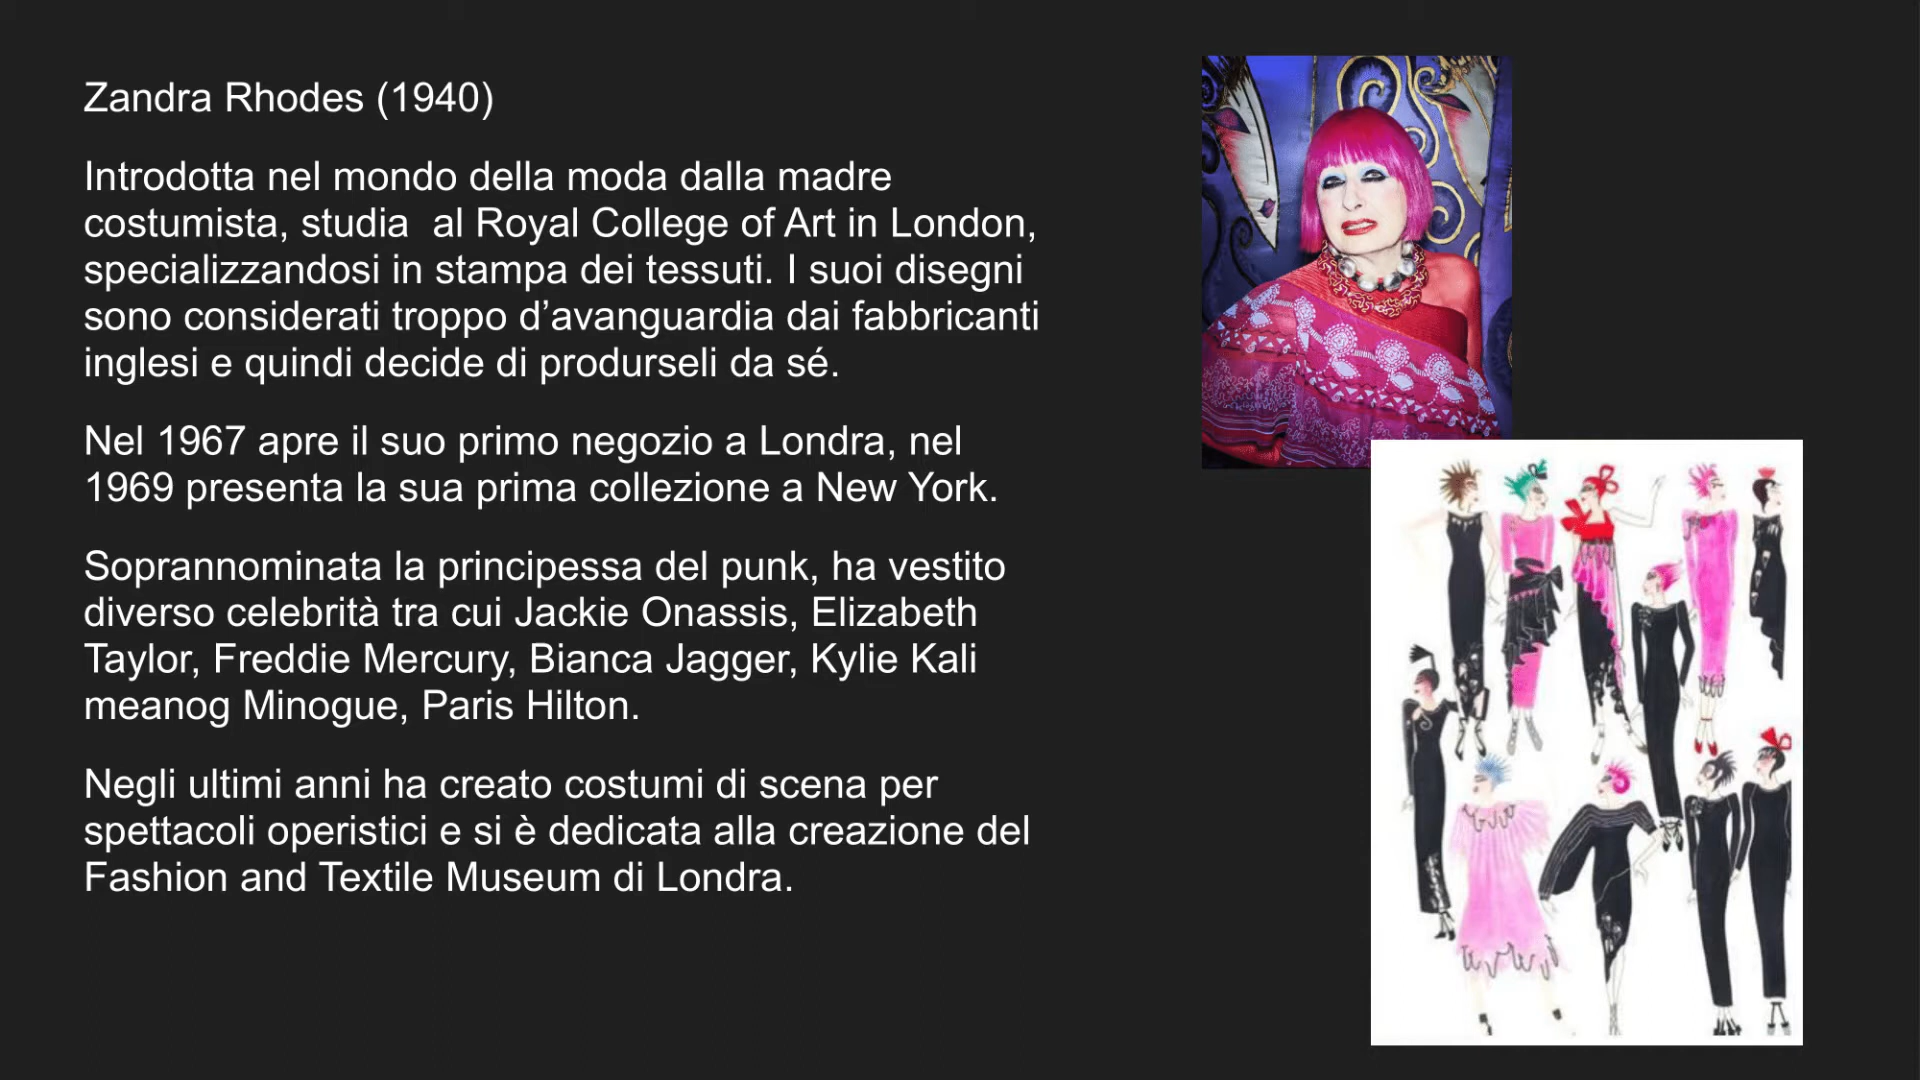 Zandra Rhodes (1940)
Introdotta nel mondo della moda dalla madre
costumista, studia  al Royal College of Art in London,
specializzandosi in stampa dei tessuti. I suoi disegni
sono considerati troppo d’avanguardia dai fabbricanti
inglesi e quindi decide di produrseli da sé.
Nel 1967 apre il suo primo negozio a Londra, nel
1969 presenta la sua prima collezione a New York.
Soprannominata la principessa del punk, ha vestito
diverso celebrità tra cui Jackie Onassis, Elizabeth
Taylor, Freddie Mercury, Bianca Jagger, Kylie Kali
meanog Minogue, Paris Hilton.
Negli ultimi anni ha creato costumi di scena per
spettacoli operistici e si è dedicata alla creazione del
Fashion and Textile Museum di Londra.